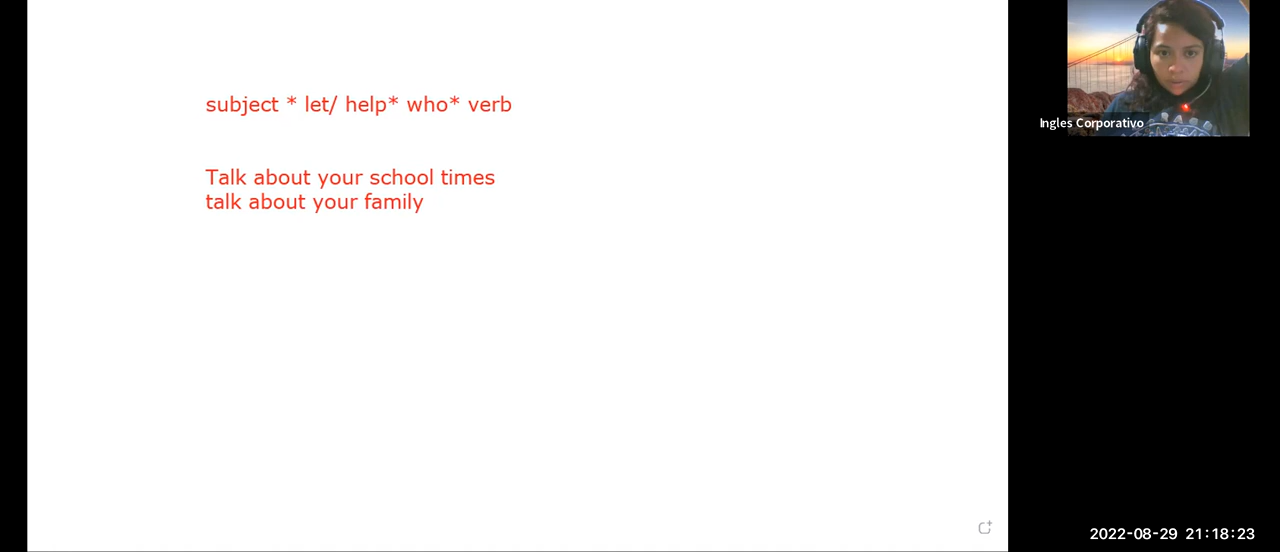 subject * let/ help* who* verb
Talk about your school times
talk about your family
Ingles Corporativo
2022-08-29 21:18:23